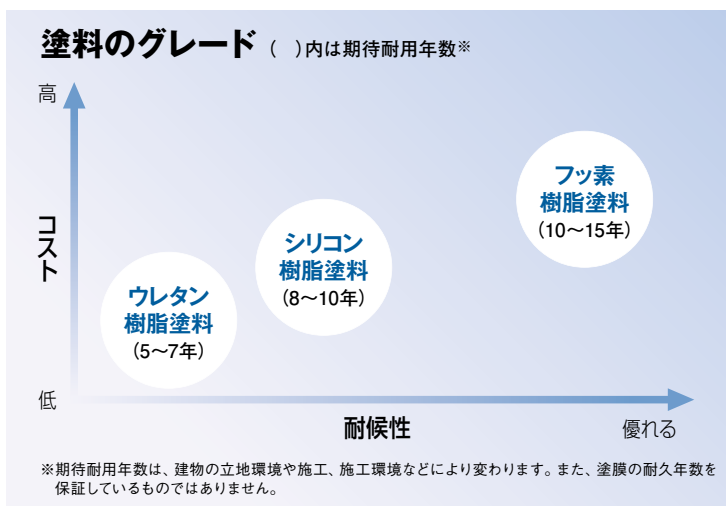 塗料のグレード（　）内は期待耐用年数※
高
フッ素
樹脂塗料
（10～15年）
コスト
シリコン
樹脂塗料
（8～10年）
ウレタン
樹脂塗料
（5～7年）
低
耐候性
優れる
※期待耐用年数は、建物の立地環境や施工、施工環境などにより変わります。また、塗膜の耐久年数を
保証しているものではありません。